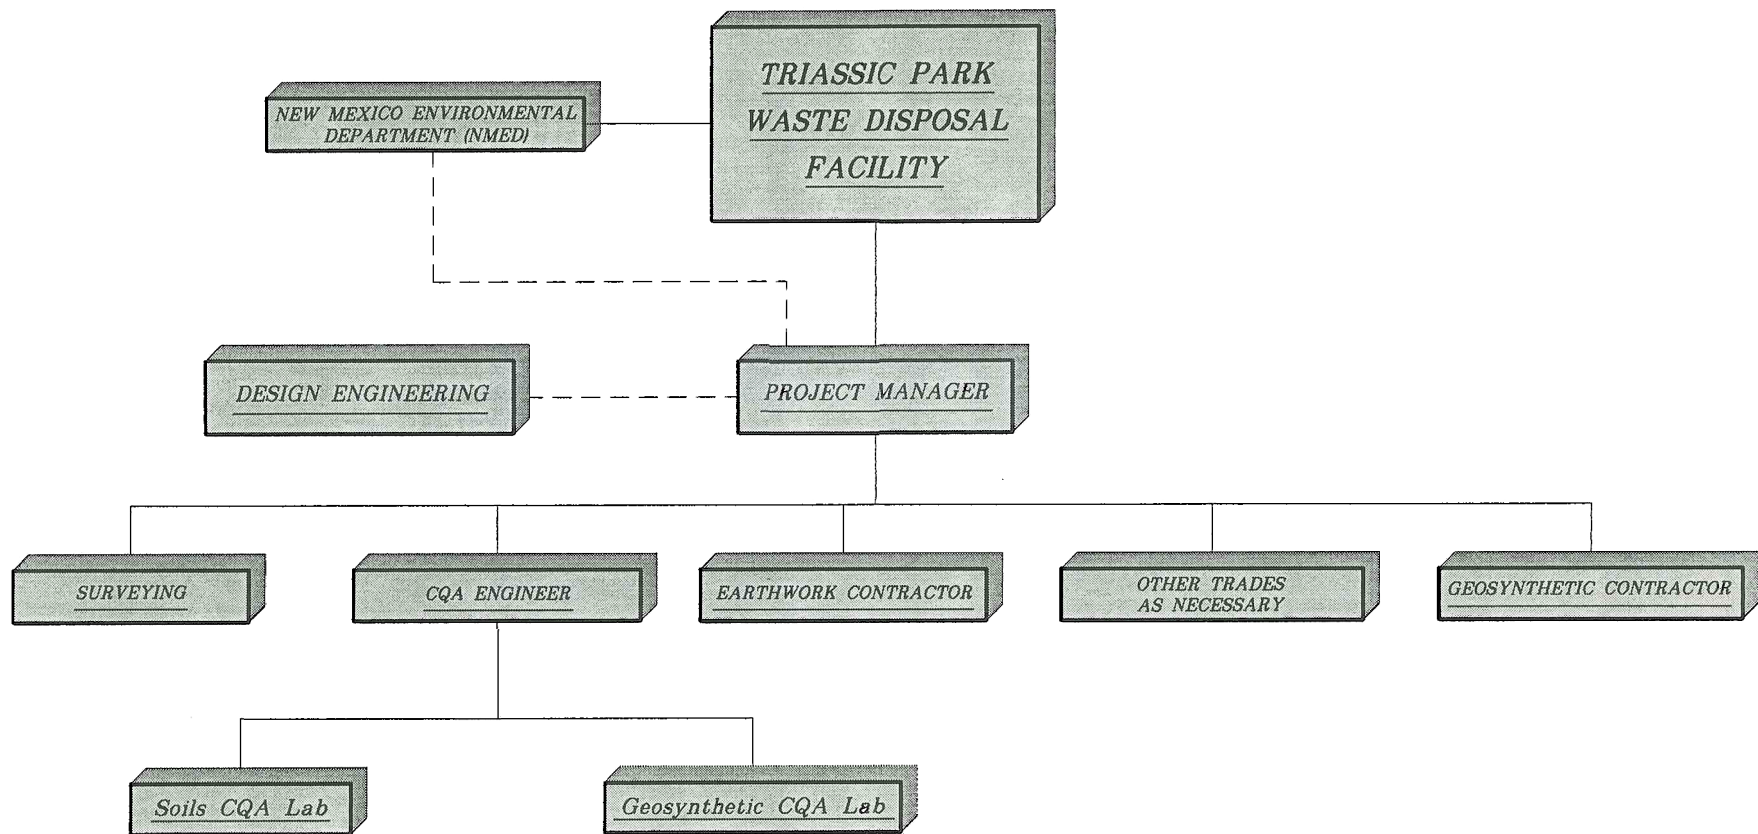 TRIASSIC PARK
WASTE DISPOSAL
FACILITY
NEW MEXICO ENVIRONMENTAL
DEPARTMENT (NMED)
DESIGN ENGINEERING
PROJECT MANAGER
SURVEYING
CQA ENGINEER
EARTHWORK CONTRACTOR
OTHER TRADES
AS NECESSARY
GEOSYNTHETIC CONTRACTOR
Soils CQA Lab
Geosynthetic CQA Lab